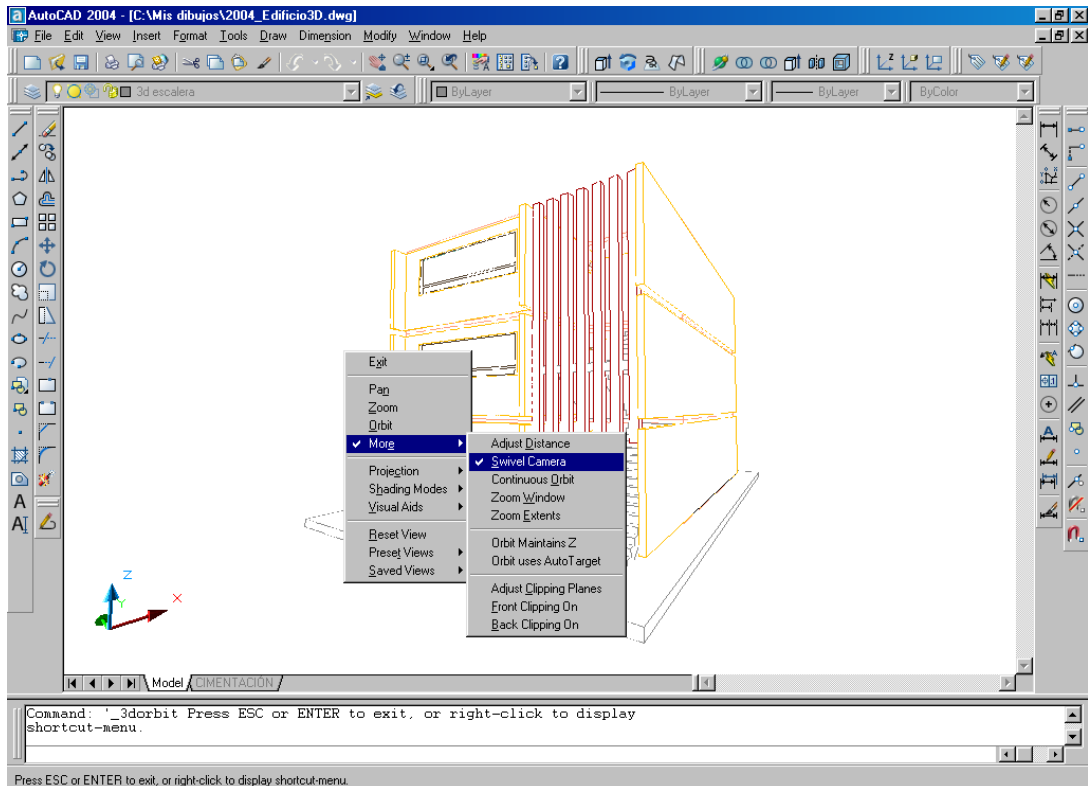 AutoCAD 2004 - [C:\Mis dibujos\2004_Edificio3D.dwg]
File Edit View Insert Format Tools Draw Dimension Modify Window Help
3d escalera ByLayer ByLayer ByLayer ByColor
Exit
Pan
Zoom
Orbit
More
Projection
Shading Modes
Visual Aids
Reset View
Preset Views
Saved Views
Adjust Distance
Swivel Camera
Continuous Orbit
Zoom Window
Zoom Extents
Orbit Maintains Z
Orbit uses AutoTarget
Adjust Clipping Planes
Front Clipping On
Back Clipping On
A
AI
Z
Y
X
Model CIMENTACIÓN
Command: '_3dorbit Press ESC or ENTER to exit, or right-click to display
shortcut-menu.
Press ESC or ENTER to exit, or right-click to display shortcut-menu.